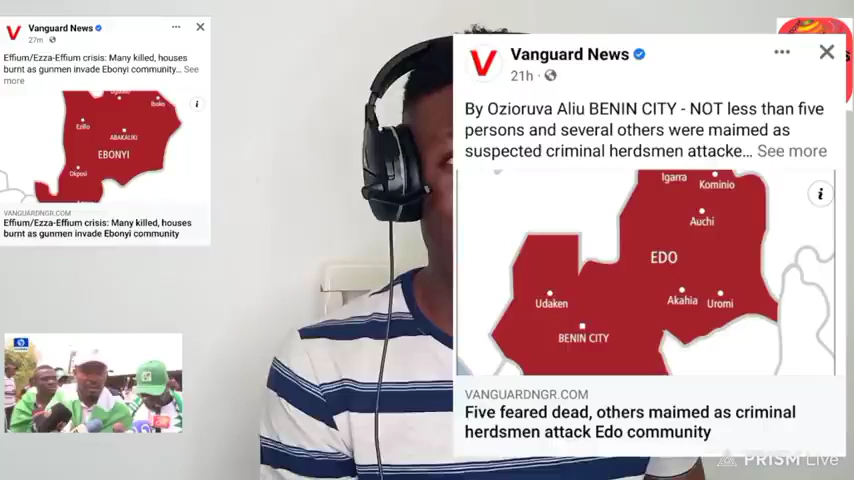 Vanguard News
27m
Effium/Ezza-Effium crisis: Many killed, houses
burnt as gunmen invade Ebonyi community... See
more
Iboko
Ezillo
ABAKALIKI
EBONYI
Okposi
VANGUARDNGR.COM
Effium/Ezza-Effium crisis: Many killed, houses
burnt as gunmen invade Ebonyi community
Vanguard News
21h
By Ozioruva Aliu BENIN CITY - NOT less than five
persons and several others were maimed as
suspected criminal herdsmen attacke... See more
Igarra
Kominio
Auchi
EDO
Udaken
Akahia
Uromi
BENIN CITY
VANGUARDNGR.COM
Five feared dead, others maimed as criminal
herdsmen attack Edo community
PRISM Live